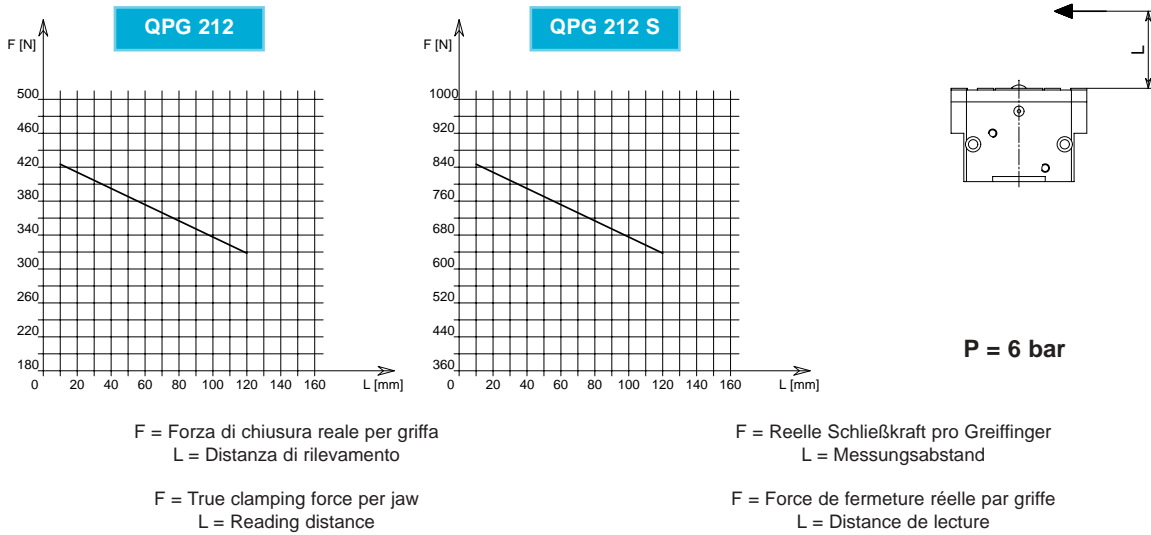 QPG 212
F [N]
500
460
420
380
340
300
260
220
180
0 20 40 60 80 100 120 140 160
L [mm]
QPG 212 S
F [N]
1000
920
840
760
680
600
520
440
360
0 20 40 60 80 100 120 140 160
L [mm]
L
P = 6 bar
F = Forza di chiusura reale per griffa
L = Distanza di rilevamento
F = True clamping force per jaw
L = Reading distance
F = Reelle Schließkraft pro Greiffinger
L = Messungsabstand
F = Force de fermeture réelle par griffe
L = Distance de lecture